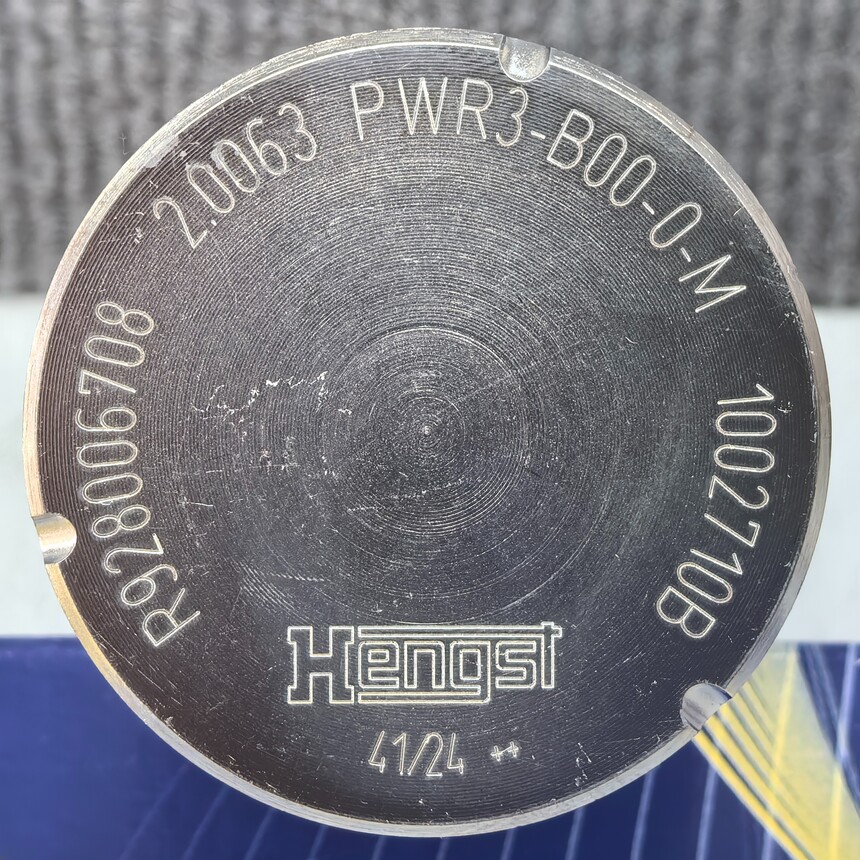 R928006708 2.0063 PWR3-B00-0-M 1002710B
Hengst
41/24 ++